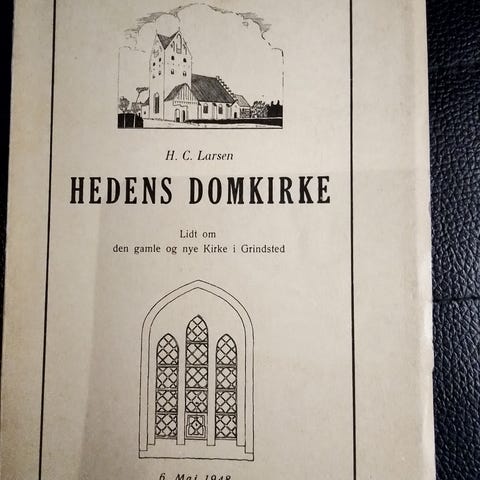 H. C. Larsen
HEDENS DOMKIRKE
Lidt om
den gamle og nye Kirke i Grindsted
6. Maj 1948